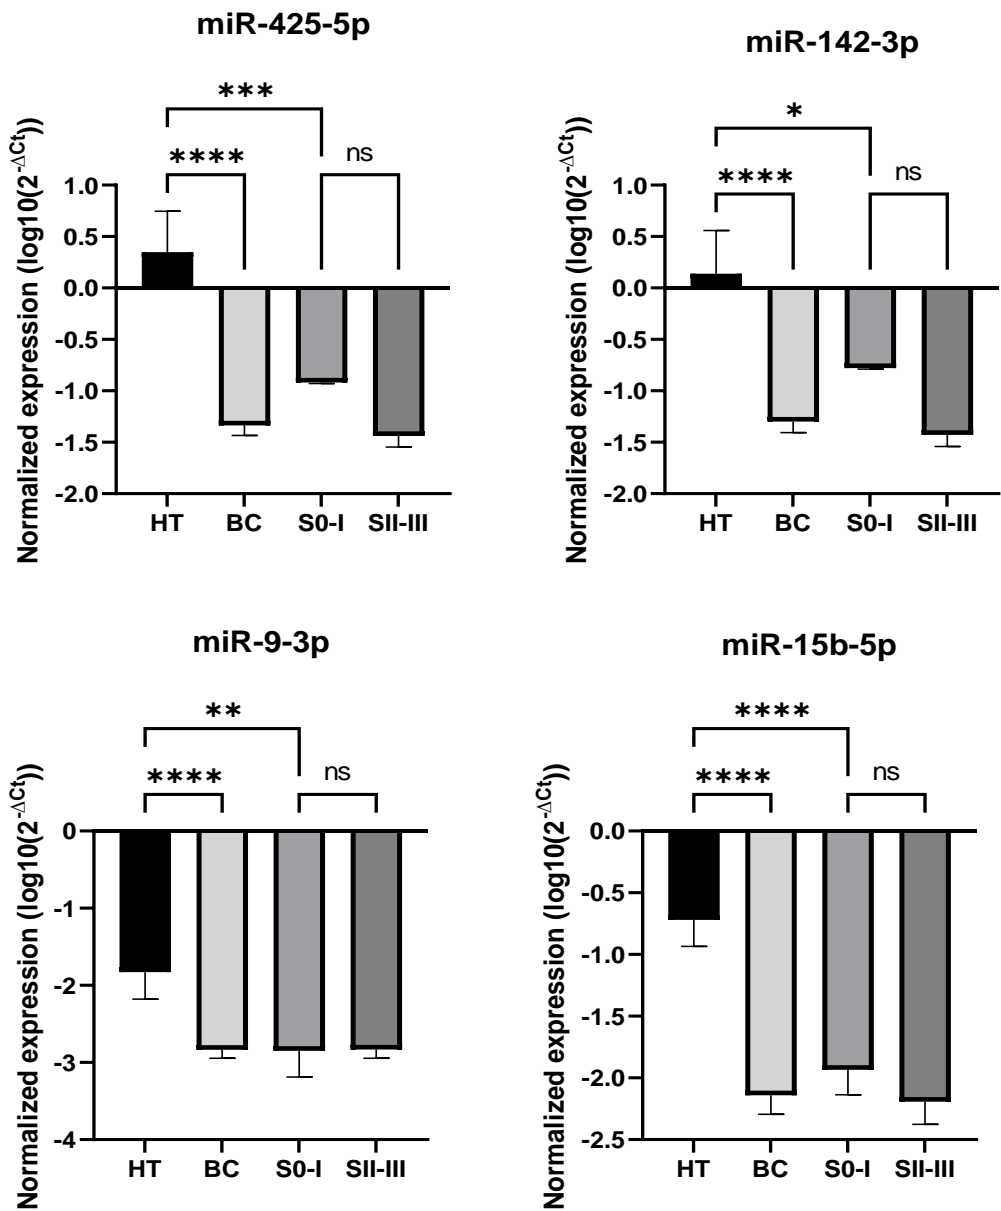 miR-425-5p
***
**** ns
Normalized expression (log10(2^-ΔCt))
1.0
0.5
0.0
-0.5
-1.0
-1.5
-2.0
HT BC S0-I SII-III
miR-142-3p
*
**** ns
Normalized expression (log10(2^-ΔCt))
1.0
0.5
0.0
-0.5
-1.0
-1.5
-2.0
HT BC S0-I SII-III
miR-9-3p
**
**** ns
Normalized expression (log10(2^-ΔCt))
0
-1
-2
-3
-4
HT BC S0-I SII-III
miR-15b-5p
****
**** ns
Normalized expression (log10(2^-ΔCt))
0.0
-0.5
-1.0
-1.5
-2.0
-2.5
HT BC S0-I SII-III